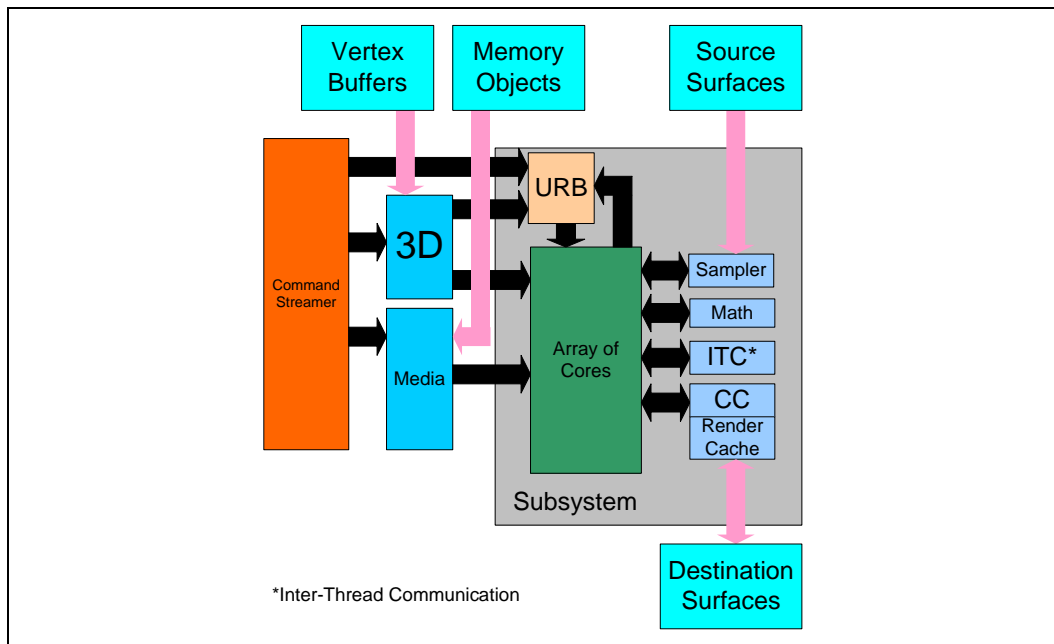 Vertex
Buffers
Memory
Objects
Source
Surfaces
Command
Streamer
3D
Media
URB
Array of
Cores
Sampler
Math
ITC*
CC
Render
Cache
Subsystem
Destination
Surfaces
*Inter-Thread Communication